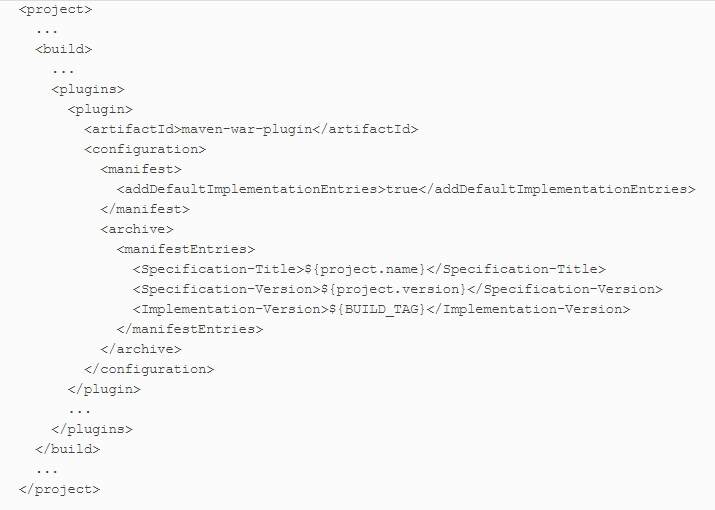 <project>
  ...
  <build>
    ...
    <plugins>
      <plugin>
        <artifactId>maven-war-plugin</artifactId>
        <configuration>
          <manifest>
            <addDefaultImplementationEntries>true</addDefaultImplementationEntries>
          </manifest>
          <archive>
            <manifestEntries>
              <Specification-Title>${project.name}</Specification-Title>
              <Specification-Version>${project.version}</Specification-Version>
              <Implementation-Version>${BUILD_TAG}</Implementation-Version>
            </manifestEntries>
          </archive>
        </configuration>
      </plugin>
      ...
    </plugins>
  </build>
  ...
</project>